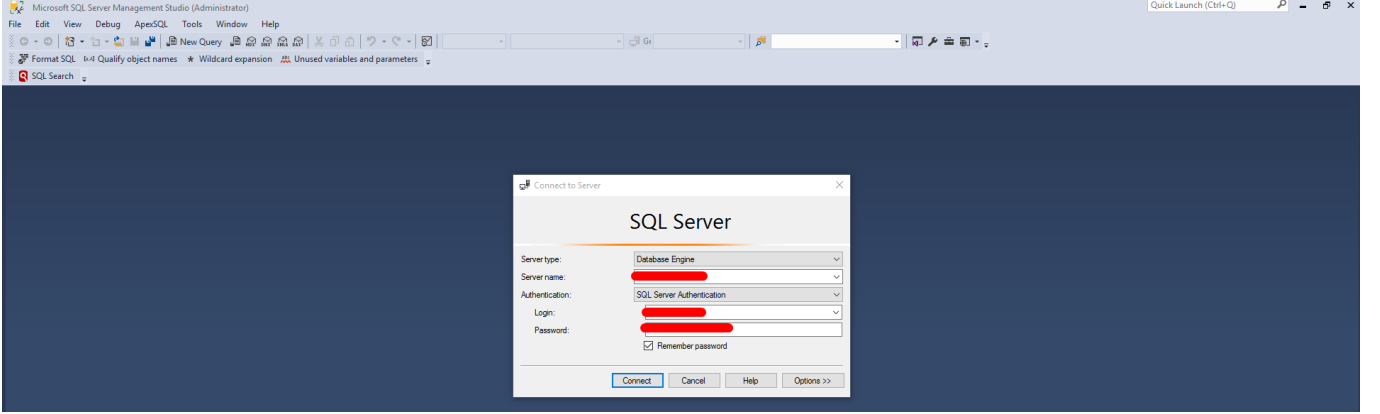 Microsoft SQL Server Management Studio (Administrator)
Quick Launch (Ctrl+Q)
File Edit View Debug ApexSQL Tools Window Help
New Query
Format SQL Qualify object names Wildcard expansion Unused variables and parameters
SQL Search
Connect to Server
SQL Server
Server type: Database Engine
Server name:
Authentication: SQL Server Authentication
Login:
Password:
Remember password
Connect Cancel Help Options >>